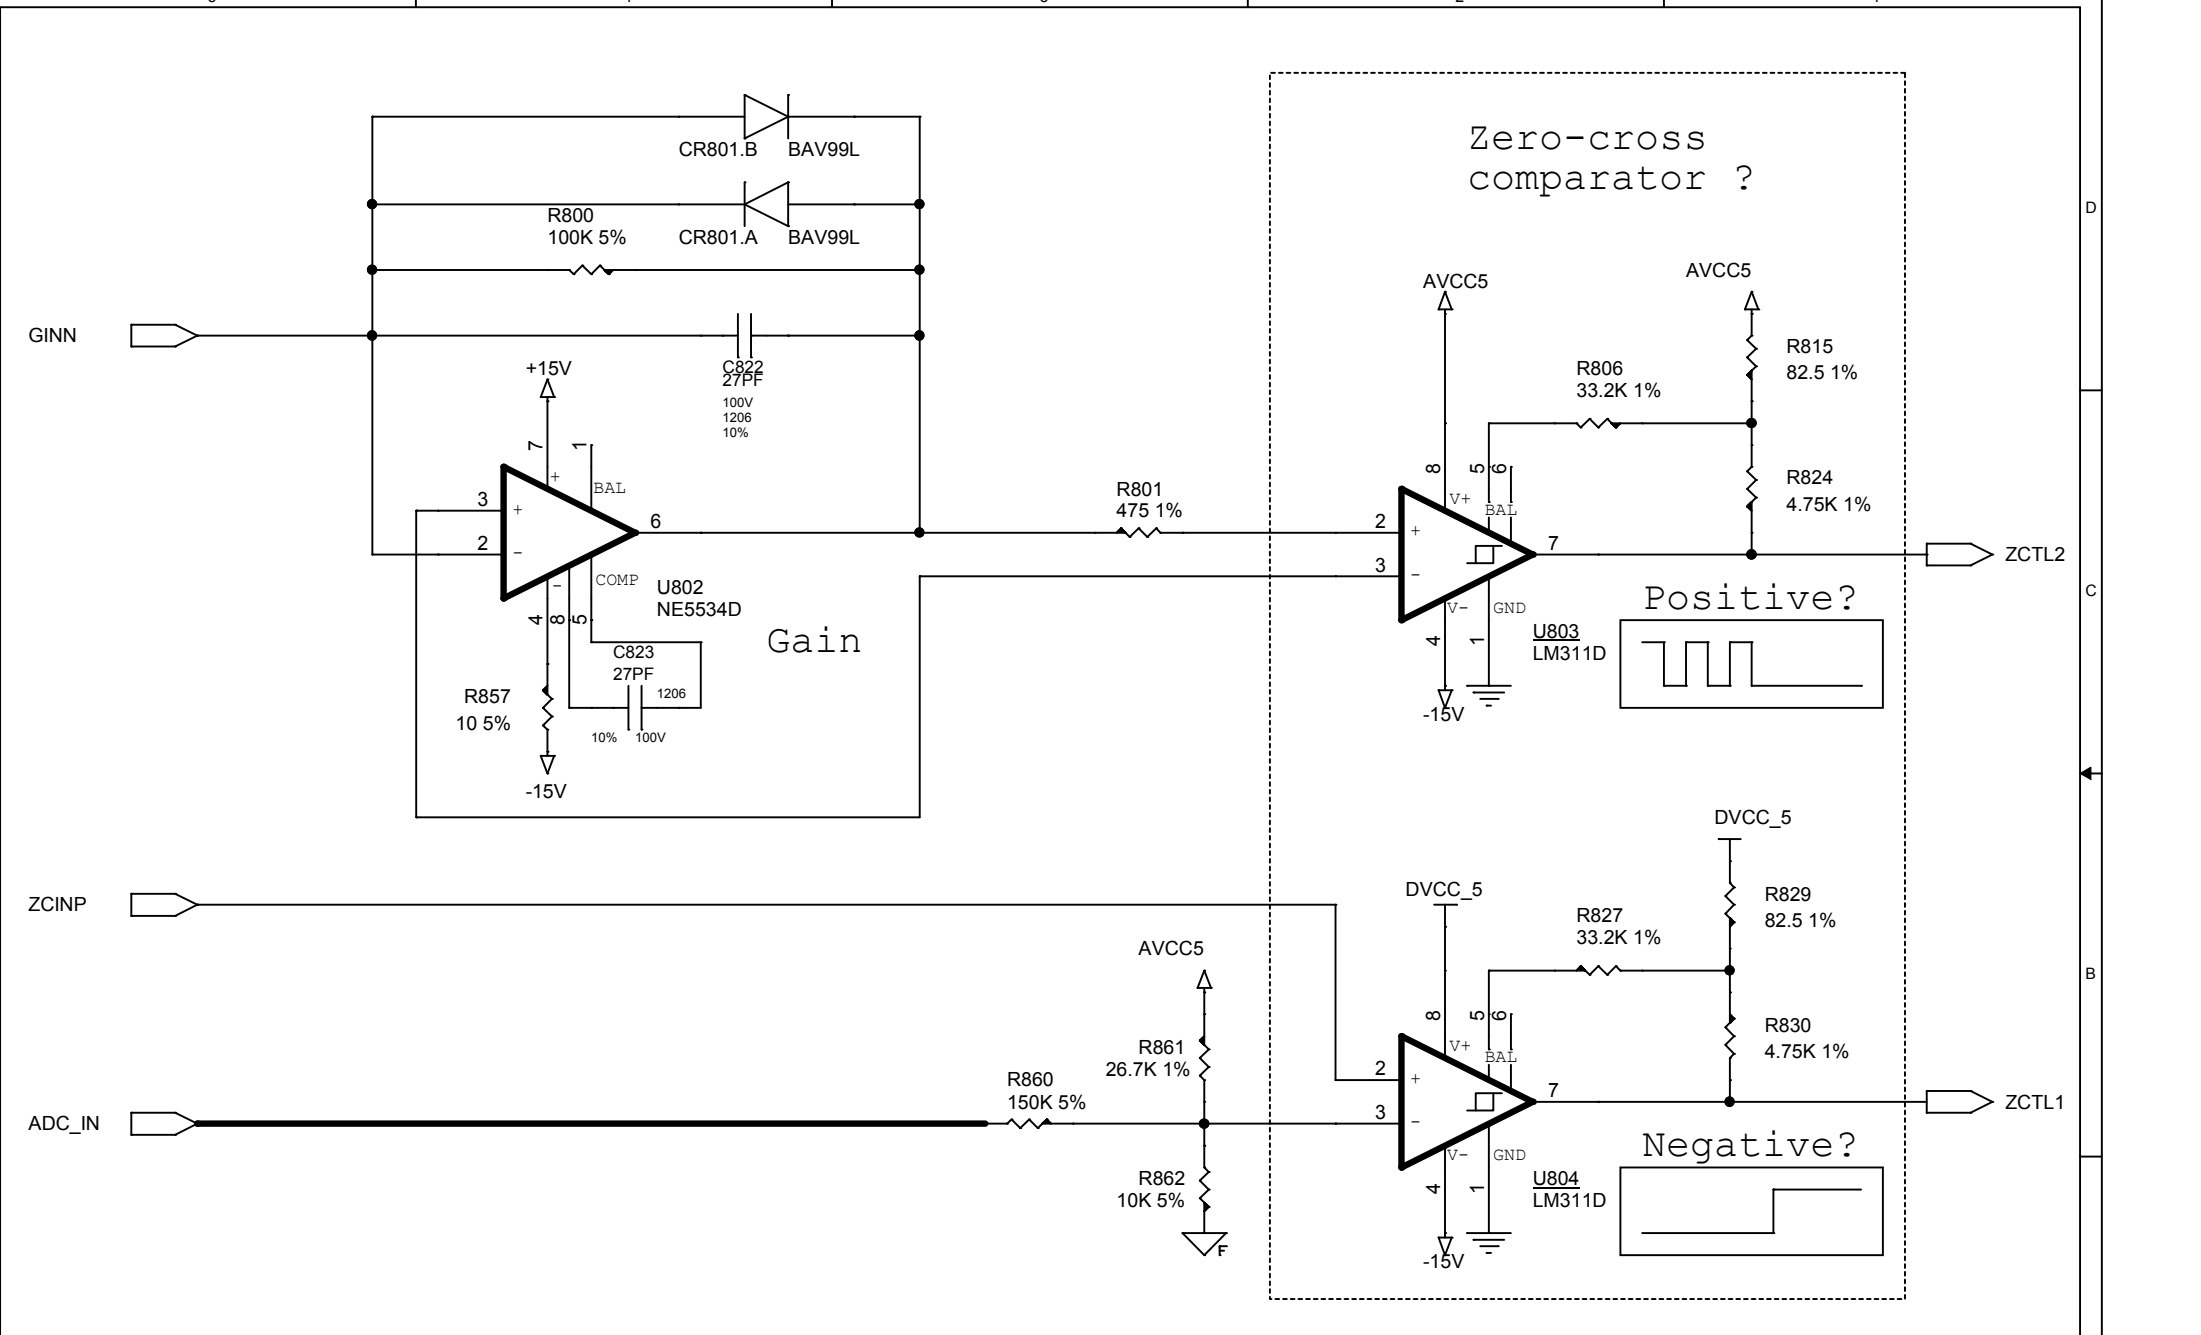 2
Zero-cross
comparator ?
CR801.B BAV99L
R800
100K 5%
CR801.A BAV99L
D
GINN
+15V
C822
27PF
100V
1206
10%
AVCC5
AVCC5
R815
82.5 1%
R806
33.2K 1%
7
1
+
BAL
3
+
2
-
6
COMP
-
U802
NE5534D
4
8
5
Gain
C823
27PF
1206
R857
10 5%
10% 100V
-15V
R801
475 1%
8
5
6
V+
BAL
R824
4.75K 1%
2
+
3
-
7
ZCTL2
V-
GND
4
1
U803
LM311D
-15V
Positive?
C
ZCINP
DVCC_5
DVCC_5
R829
82.5 1%
R827
33.2K 1%
AVCC5
B
8
5
6
V+
BAL
R861
26.7K 1%
R860
150K 5%
R830
4.75K 1%
ADC_IN
2
+
3
-
7
ZCTL1
R862
10K 5%
F
V-
GND
4
1
U804
LM311D
-15V
Negative?